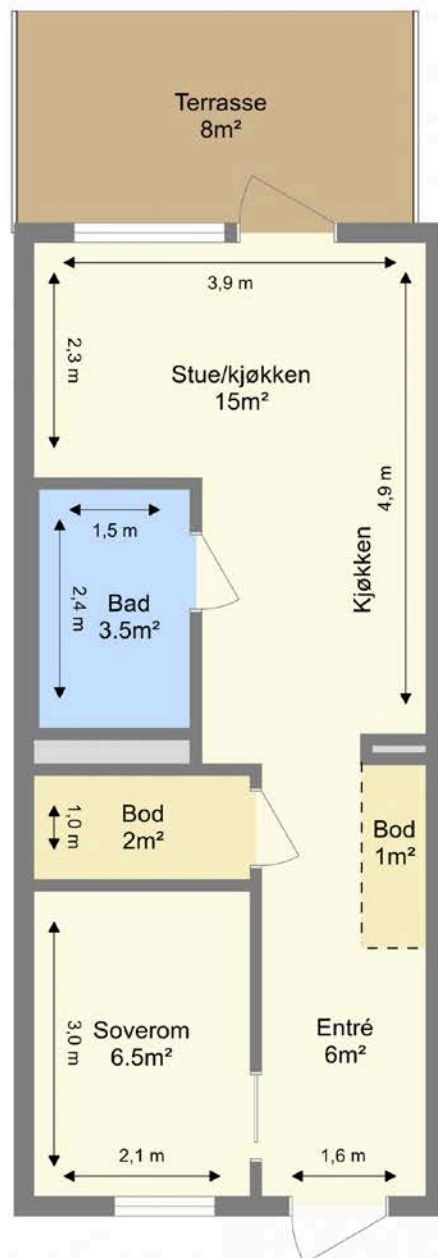 Terrasse
8m²
3,9 m
2,3 m
Stue/kjøkken
15m²
4,9 m
Kjøkken
1,5 m
2,4 m
Bad
3.5m²
1,0 m
Bod
2m²
Bod
1m²
3,0 m
Soverom
6.5m²
Entré
6m²
2,1 m
1,6 m